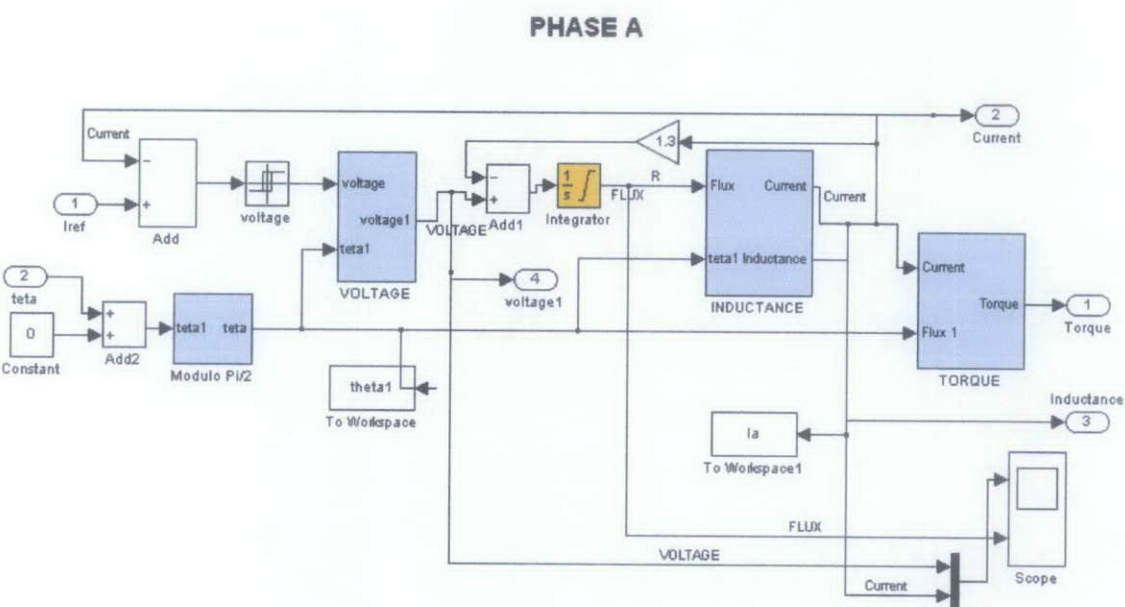 PHASE A
2
Current
Current
1.3
R
Flux
Current
Current
1
Iref
Add
voltage
voltage
voltage1
teta1
VOLTAGE
VOLTAGE
−
+
−
+
Add1
1
s
Integrator
FLUX
teta1
Inductance
INDUCTANCE
4
voltage1
2
teta
0
Constant
+
+
Add2
teta1
teta
Modulo Pi/2
theta1
To Workspace
Current
Flux 1
Torque
TORQUE
1
Torque
Inductance
3
Ia
To Workspace1
FLUX
VOLTAGE
Current
Scope